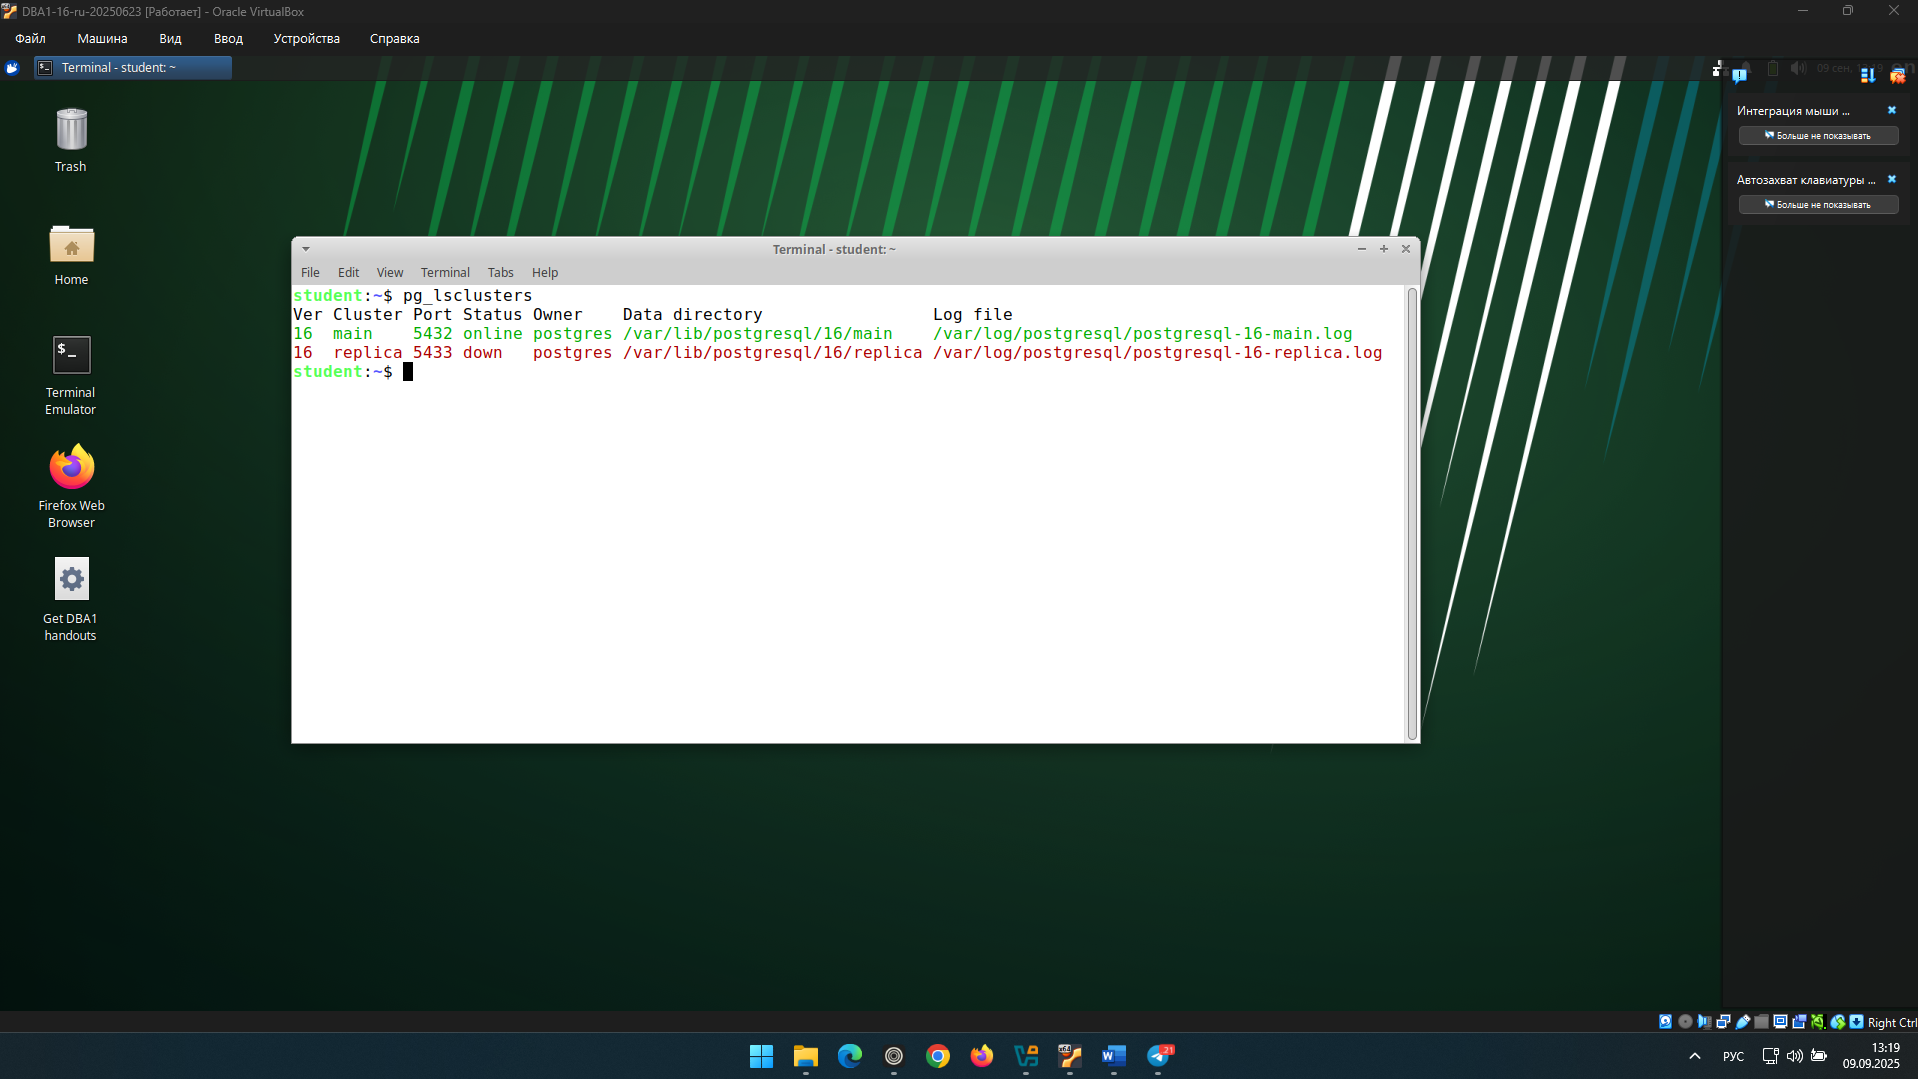 DBA1-16-ru-20250623 [Работает] - Oracle VirtualBox
Файл Машина Вид Ввод Устройства Справка
Terminal - student: ~
09 сен, 13:19 en
Trash
Home
Terminal
Emulator
Firefox Web
Browser
Get DBA1
handouts
Terminal - student: ~
File Edit View Terminal Tabs Help
student:~$ pg_lsclusters
Ver Cluster Port Status Owner    Data directory                 Log file
16  main    5432 online postgres /var/lib/postgresql/16/main    /var/log/postgresql/postgresql-16-main.log
16  replica 5433 down   postgres /var/lib/postgresql/16/replica /var/log/postgresql/postgresql-16-replica.log
student:~$
Интеграция мыши ...
Больше не показывать
Автозахват клавиатуры ...
Больше не показывать
Right Ctrl
21
РУС
13:19
09.09.2025